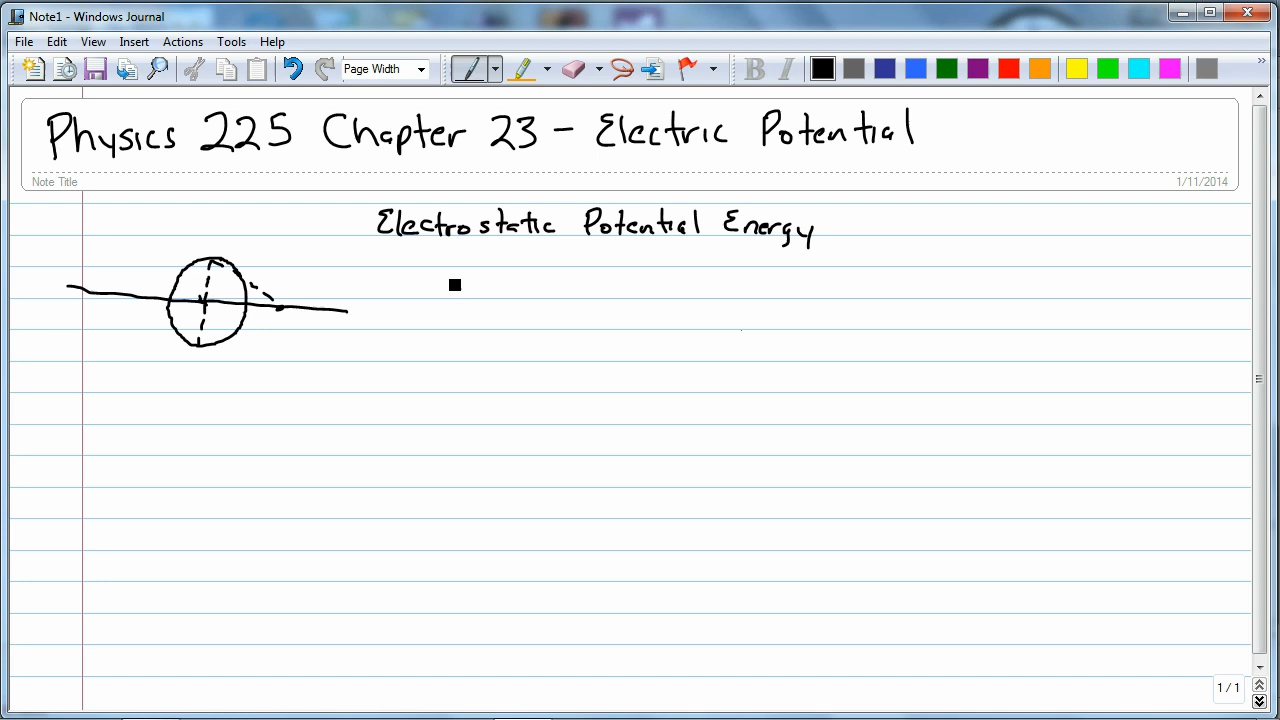 Note1 - Windows Journal
File Edit View Insert Actions Tools Help
Page Width B I
Physics 225 Chapter 23 - Electric Potential
Note Title 1/11/2014
Electrostatic Potential Energy
1 / 1